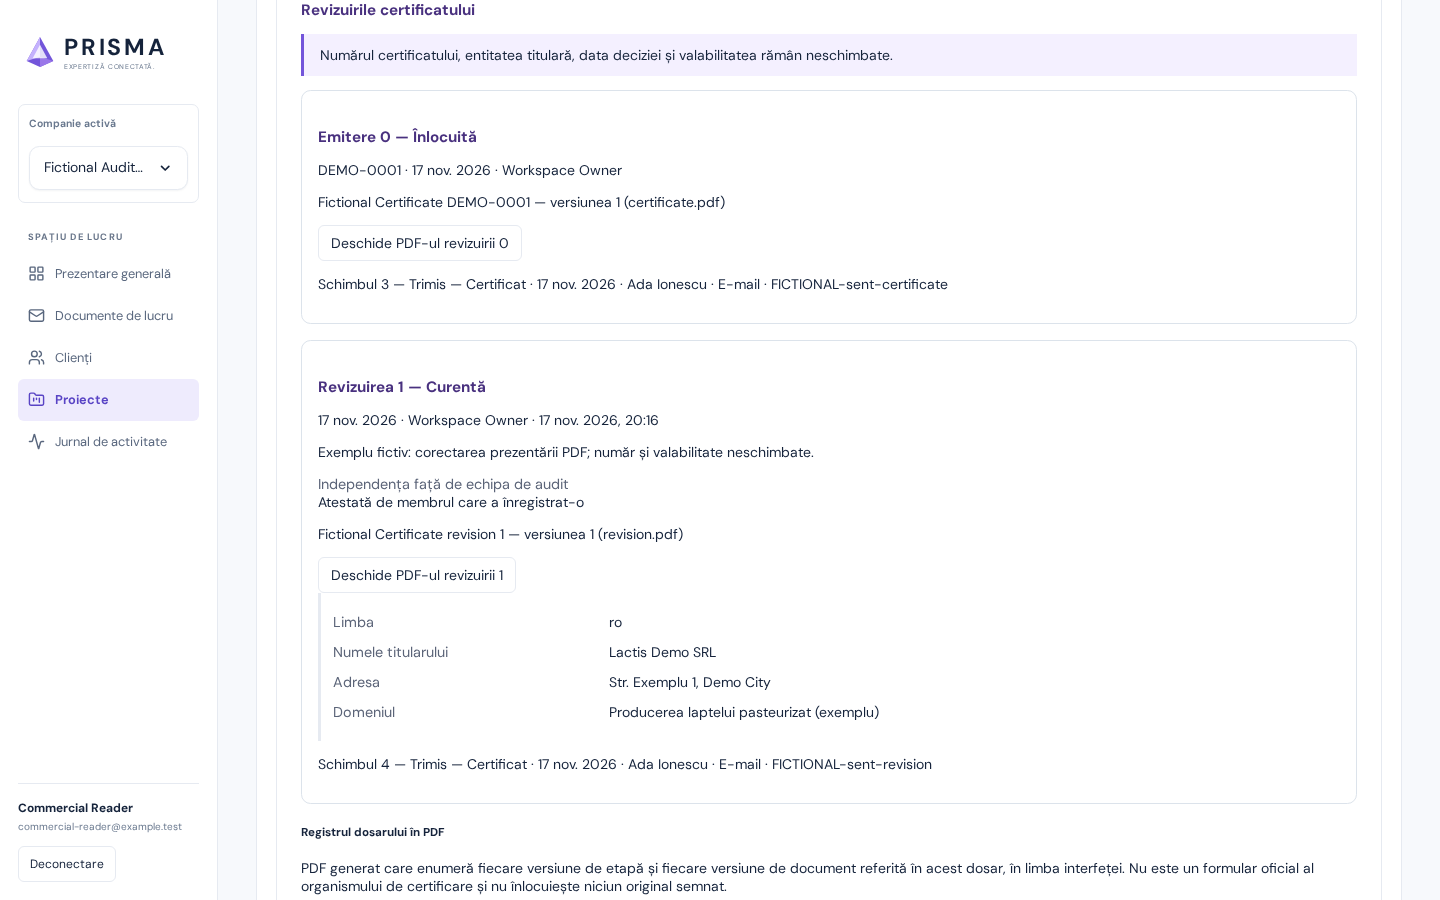 PRISMA
EXPERTIZĂ CONECTATĂ.
Companie activă
Fictional Audit...
SPAȚIU DE LUCRU
Prezentare generală
Documente de lucru
Clienți
Proiecte
Jurnal de activitate
Commercial Reader
commercial-reader@example.test
Deconectare
Revizuirile certificatului
Numărul certificatului, entitatea titulară, data deciziei și valabilitatea rămân neschimbate.
Emitere 0 — Înlocuită
DEMO-0001 · 17 nov. 2026 · Workspace Owner
Fictional Certificate DEMO-0001 — versiunea 1 (certificate.pdf)
Deschide PDF-ul revizuirii 0
Schimbul 3 — Trimis — Certificat · 17 nov. 2026 · Ada Ionescu · E-mail · FICTIONAL-sent-certificate
Revizuirea 1 — Curentă
17 nov. 2026 · Workspace Owner · 17 nov. 2026, 20:16
Exemplu fictiv: corectarea prezentării PDF; număr și valabilitate neschimbate.
Independența față de echipa de audit
Atestată de membrul care a înregistrat-o
Fictional Certificate revision 1 — versiunea 1 (revision.pdf)
Deschide PDF-ul revizuirii 1
Limba ro
Numele titularului Lactis Demo SRL
Adresa Str. Exemplu 1, Demo City
Domeniul Producerea laptelui pasteurizat (exemplu)
Schimbul 4 — Trimis — Certificat · 17 nov. 2026 · Ada Ionescu · E-mail · FICTIONAL-sent-revision
Registrul dosarului în PDF
PDF generat care enumeră fiecare versiune de etapă și fiecare versiune de document referită în acest dosar, în limba interfeței. Nu este un formular oficial al
organismului de certificare și nu înlocuiește niciun original semnat.